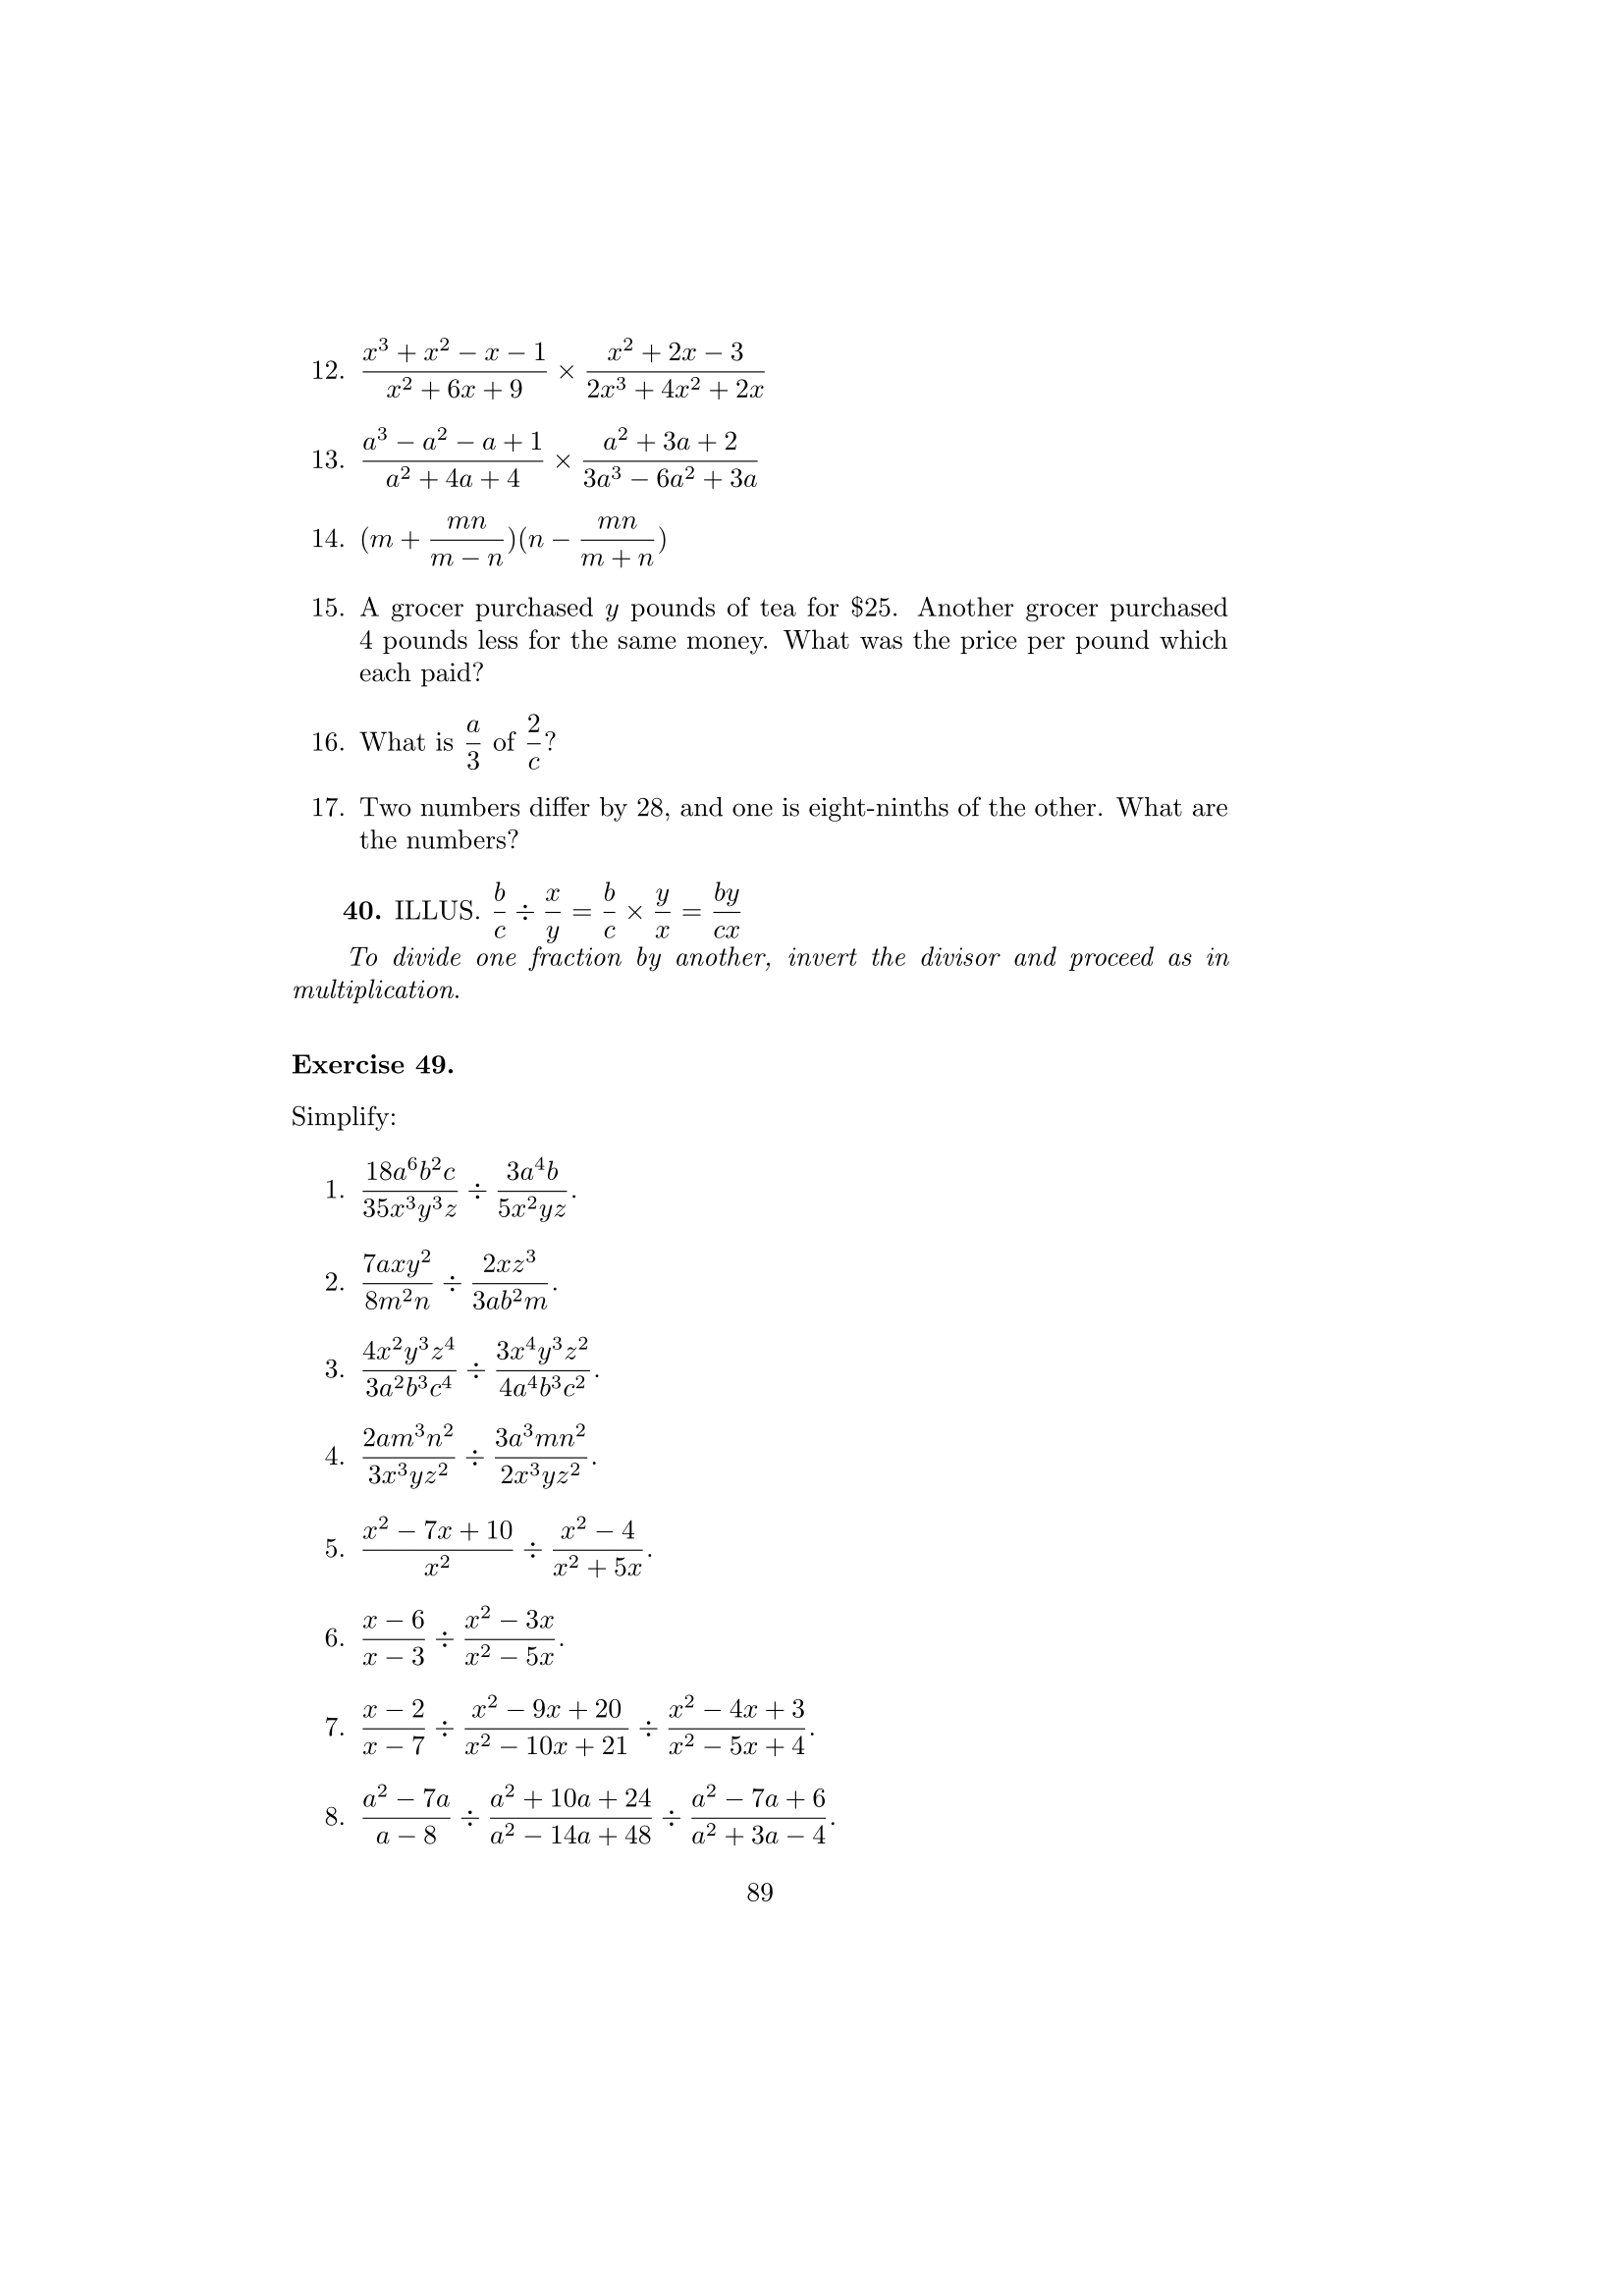 12. $\frac{x^3 + x^2 - x - 1}{x^2 + 6x + 9} \times \frac{x^2 + 2x - 3}{2x^3 + 4x^2 + 2x}$
13. $\frac{a^3 - a^2 - a + 1}{a^2 + 4a + 4} \times \frac{a^2 + 3a + 2}{3a^3 - 6a^2 + 3a}$
14. $(m + \frac{mn}{m - n})(n - \frac{mn}{m + n})$
15. A grocer purchased $y$ pounds of tea for $25. Another grocer purchased
4 pounds less for the same money. What was the price per pound which
each paid?
16. What is $\frac{a}{3}$ of $\frac{2}{c}$?
17. Two numbers differ by 28, and one is eight-ninths of the other. What are
the numbers?
40. ILLUS. $\frac{b}{c} \div \frac{x}{y} = \frac{b}{c} \times \frac{y}{x} = \frac{by}{cx}$
To divide one fraction by another, invert the divisor and proceed as in
multiplication.
Exercise 49.
Simplify:
1. $\frac{18a^6b^2c}{35x^3y^3z} \div \frac{3a^4b}{5x^2yz}$.
2. $\frac{7axy^2}{8m^2n} \div \frac{2xz^3}{3ab^2m}$.
3. $\frac{4x^2y^3z^4}{3a^2b^3c^4} \div \frac{3x^4y^3z^2}{4a^4b^3c^2}$.
4. $\frac{2am^3n^2}{3x^3yz^2} \div \frac{3a^3mn^2}{2x^3yz^2}$.
5. $\frac{x^2 - 7x + 10}{x^2} \div \frac{x^2 - 4}{x^2 + 5x}$.
6. $\frac{x - 6}{x - 3} \div \frac{x^2 - 3x}{x^2 - 5x}$.
7. $\frac{x - 2}{x - 7} \div \frac{x^2 - 9x + 20}{x^2 - 10x + 21} \div \frac{x^2 - 4x + 3}{x^2 - 5x + 4}$.
8. $\frac{a^2 - 7a}{a - 8} \div \frac{a^2 + 10a + 24}{a^2 - 14a + 48} \div \frac{a^2 - 7a + 6}{a^2 + 3a - 4}$.
89